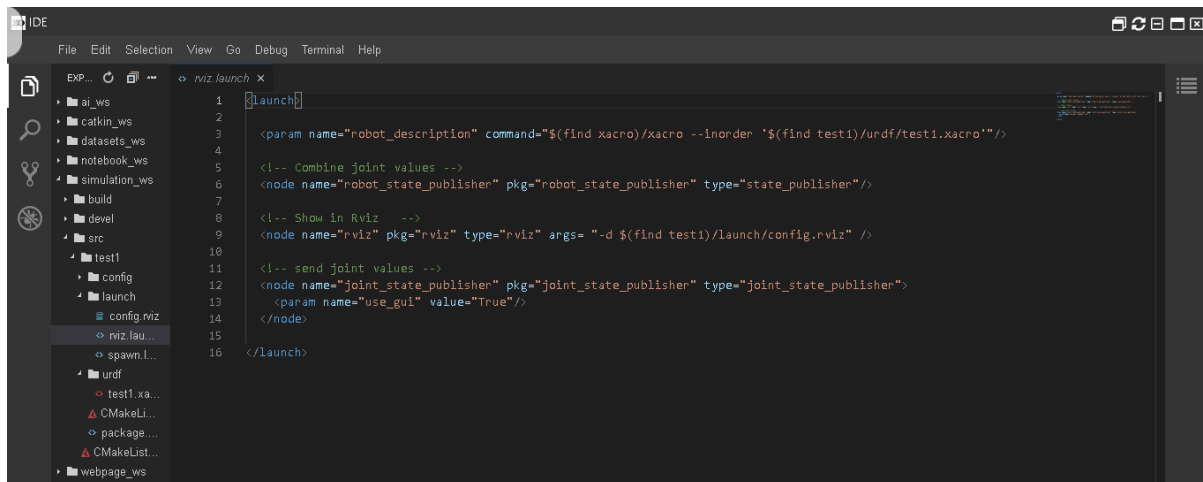 IDE
File Edit Selection View Go Debug Terminal Help
EXP...
rviz.launch
ai_ws
catkin_ws
datasets_ws
notebook_ws
simulation_ws
build
devel
src
test1
config
launch
config.rviz
rviz.lau...
spawn.l...
urdf
test1.xa...
CMakeLi...
package....
CMakeList...
webpage_ws
1 <launch>
2
3 <param name="robot_description" command="$(find xacro)/xacro --inorder '$(find test1)/urdf/test1.xacro'"/>
4
5 <!-- Combine joint values -->
6 <node name="robot_state_publisher" pkg="robot_state_publisher" type="state_publisher"/>
7
8 <!-- Show in Rviz   -->
9 <node name="rviz" pkg="rviz" type="rviz" args= "-d $(find test1)/launch/config.rviz" />
10
11 <!-- send joint values -->
12 <node name="joint_state_publisher" pkg="joint_state_publisher" type="joint_state_publisher">
13 <param name="use_gui" value="True"/>
14 </node>
15
16 </launch>